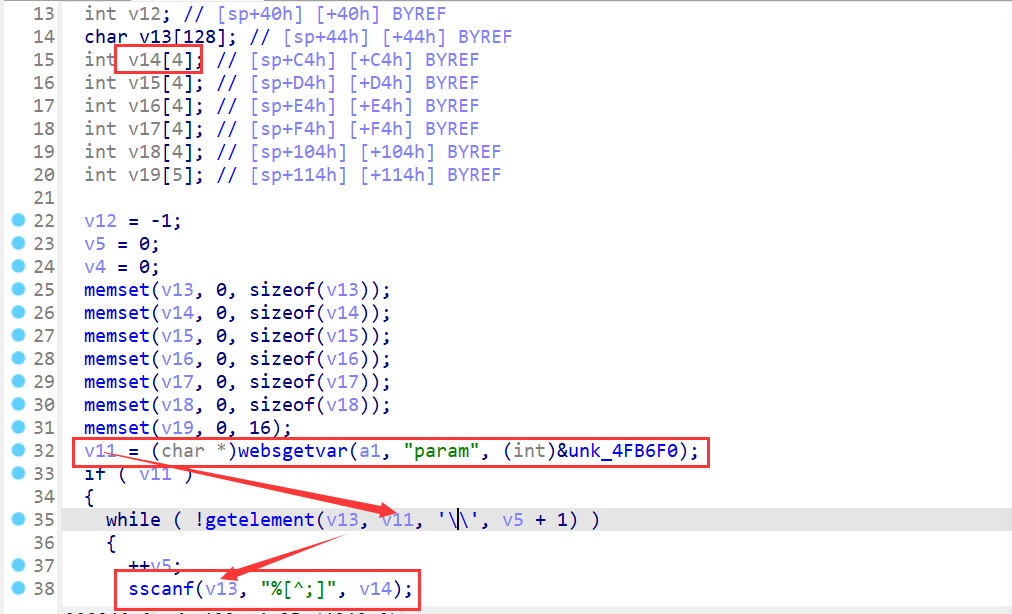 13 int v12; // [sp+40h] [+40h] BYREF
14 char v13[128]; // [sp+44h] [+44h] BYREF
15 int v14[4]; // [sp+C4h] [+C4h] BYREF
16 int v15[4]; // [sp+D4h] [+D4h] BYREF
17 int v16[4]; // [sp+E4h] [+E4h] BYREF
18 int v17[4]; // [sp+F4h] [+F4h] BYREF
19 int v18[4]; // [sp+104h] [+104h] BYREF
20 int v19[5]; // [sp+114h] [+114h] BYREF
21
22 v12 = -1;
23 v5 = 0;
24 v4 = 0;
25 memset(v13, 0, sizeof(v13));
26 memset(v14, 0, sizeof(v14));
27 memset(v15, 0, sizeof(v15));
28 memset(v16, 0, sizeof(v16));
29 memset(v17, 0, sizeof(v17));
30 memset(v18, 0, sizeof(v18));
31 memset(v19, 0, 16);
32 v11 = (char *)websgetvar(a1, "param", (int)&unk_4FB6F0);
33 if ( v11 )
34 {
35 while ( !getelement(v13, v11, '\\', v5 + 1) )
36 {
37 ++v5;
38 sscanf(v13, "%[^;]", v14);